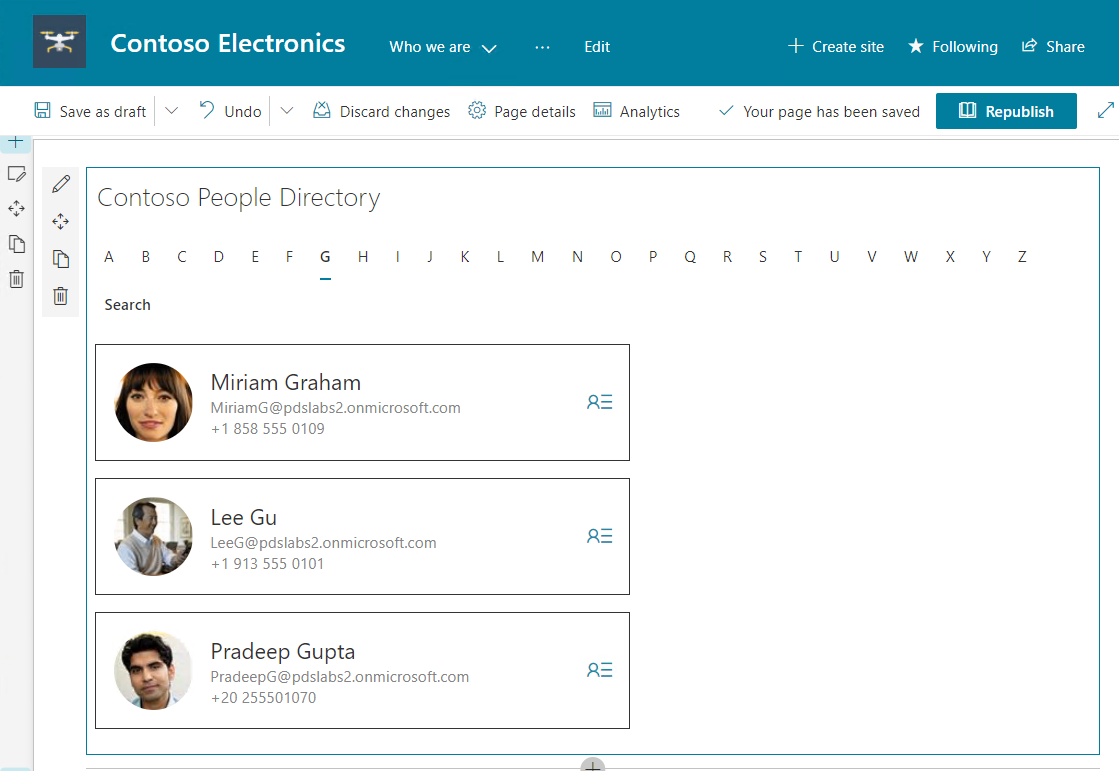 Contoso Electronics Who we are ... Edit Create site Following Share
Save as draft Undo Discard changes Page details Analytics Your page has been saved Republish
Contoso People Directory
A B C D E F G H I J K L M N O P Q R S T U V W X Y Z
Search
Miriam Graham
MiriamG@pdslabs2.onmicrosoft.com
+1 858 555 0109
Lee Gu
LeeG@pdslabs2.onmicrosoft.com
+1 913 555 0101
Pradeep Gupta
PradeepG@pdslabs2.onmicrosoft.com
+20 255501070